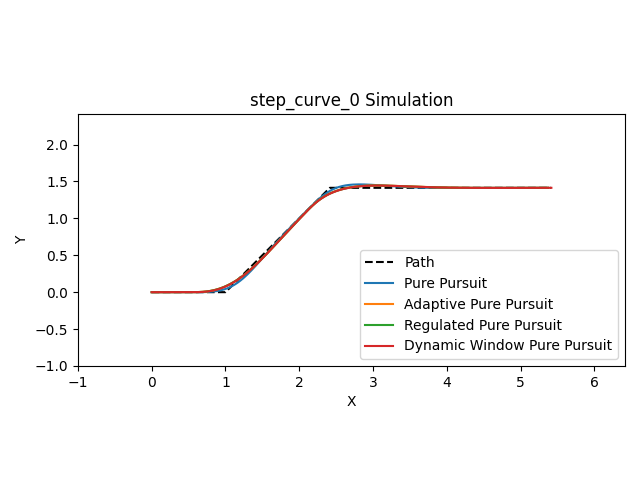 step_curve_0 Simulation
2.0
1.5
1.0
0.5
0.0
−0.5
−1.0
Y
Path
Pure Pursuit
Adaptive Pure Pursuit
Regulated Pure Pursuit
Dynamic Window Pure Pursuit
−1 0 1 2 3 4 5 6
X